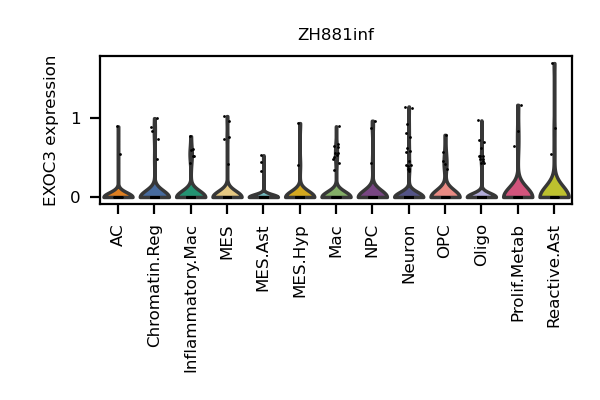 ZH881inf
EXOC3 expression
1
0
AC
Chromatin.Reg
Inflammatory.Mac
MES
MES.Ast
MES.Hyp
Mac
NPC
Neuron
OPC
Oligo
Prolif.Metab
Reactive.Ast